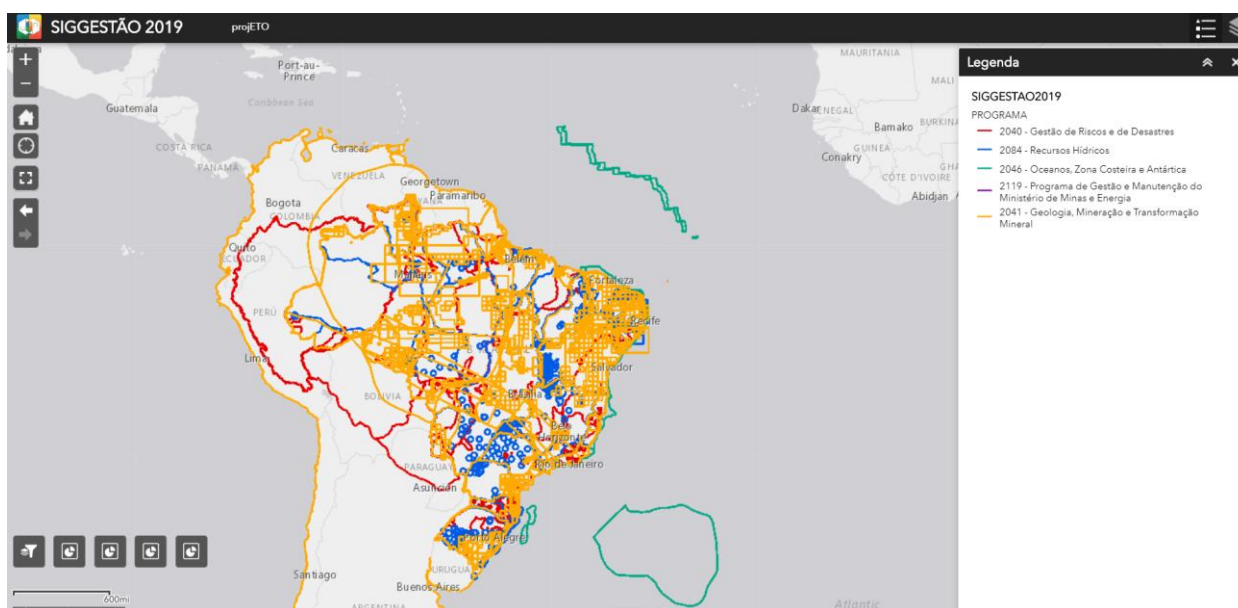 SIGGESTÃO 2019
projETO
Legenda
SIGGESTAO2019
PROGRAMA
2040 - Gestão de Riscos e de Desastres
2084 - Recursos Hídricos
2046 - Oceanos, Zona Costeira e Antártica
2119 - Programa de Gestão e Manutenção do
Ministério de Minas e Energia
2041 - Geologia, Mineração e Transformação
Mineral
MAURITANIA
MALI
Port-au-
Prince
Guatemala
Caribbean Sea
Dakar
Bamako
BURKINA
COSTA RICA
PANAMÁ
Caracas
VENEZUELA
GUINEA
Conakry
CÔTE D'IVOIRE
Abidjan
Georgetown
Paramaribo
Bogota
COLOMBIA
Quito
ECUADOR
Manaus
Belém
Fortaleza
PERÚ
Recife
Lima
Salvador
BOLIVIA
Brasília
Belo
Horizonte
PARAGUAY
Rio de Janeiro
Asunción
Porto Alegre
Santiago
URUGUAY
Buenos Aires
ARGENTINA
Atlantic
600mi